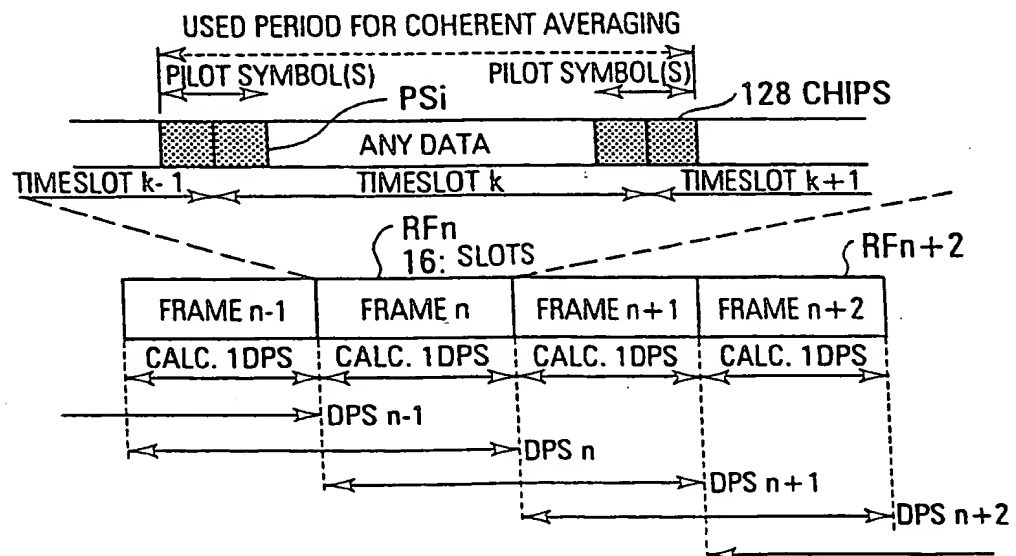 USED PERIOD FOR COHERENT AVERAGING
PILOT SYMBOL(S) PILOT SYMBOL(S)
PSi 128 CHIPS
ANY DATA
TIMESLOT k-1 TIMESLOT k TIMESLOT k+1
RFn
16: SLOTS RFn+2
FRAME n-1 FRAME n FRAME n+1 FRAME n+2
CALC. 1DPS CALC. 1DPS CALC. 1DPS CALC. 1DPS
DPS n-1
DPS n
DPS n+1
DPS n+2